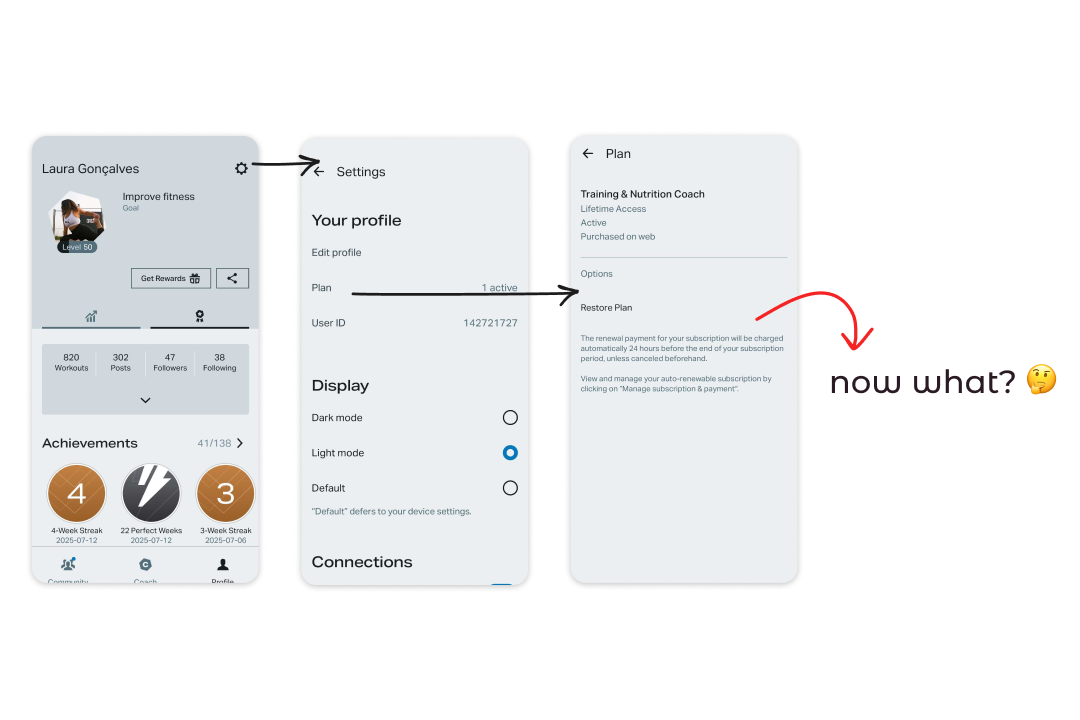 Laura Gonçalves
Improve fitness
Goal
Level 50
Get Rewards
820
Workouts
302
Posts
47
Followers
38
Following
Achievements
41/138
4
4-Week Streak
2025-07-12
22 Perfect Weeks
2025-07-12
3
3-Week Streak
2025-07-06
Community
Coach
Profile
Settings
Your profile
Edit profile
Plan
1 active
User ID
142721727
Display
Dark mode
Light mode
Default
"Default" defers to your device settings.
Connections
Plan
Training & Nutrition Coach
Lifetime Access
Active
Purchased on web
Options
Restore Plan
The renewal payment for your subscription will be charged
automatically 24 hours before the end of your subscription
period, unless canceled beforehand.
View and manage your auto-renewable subscription by
clicking on "Manage subscription & payment".
now what? 🤔